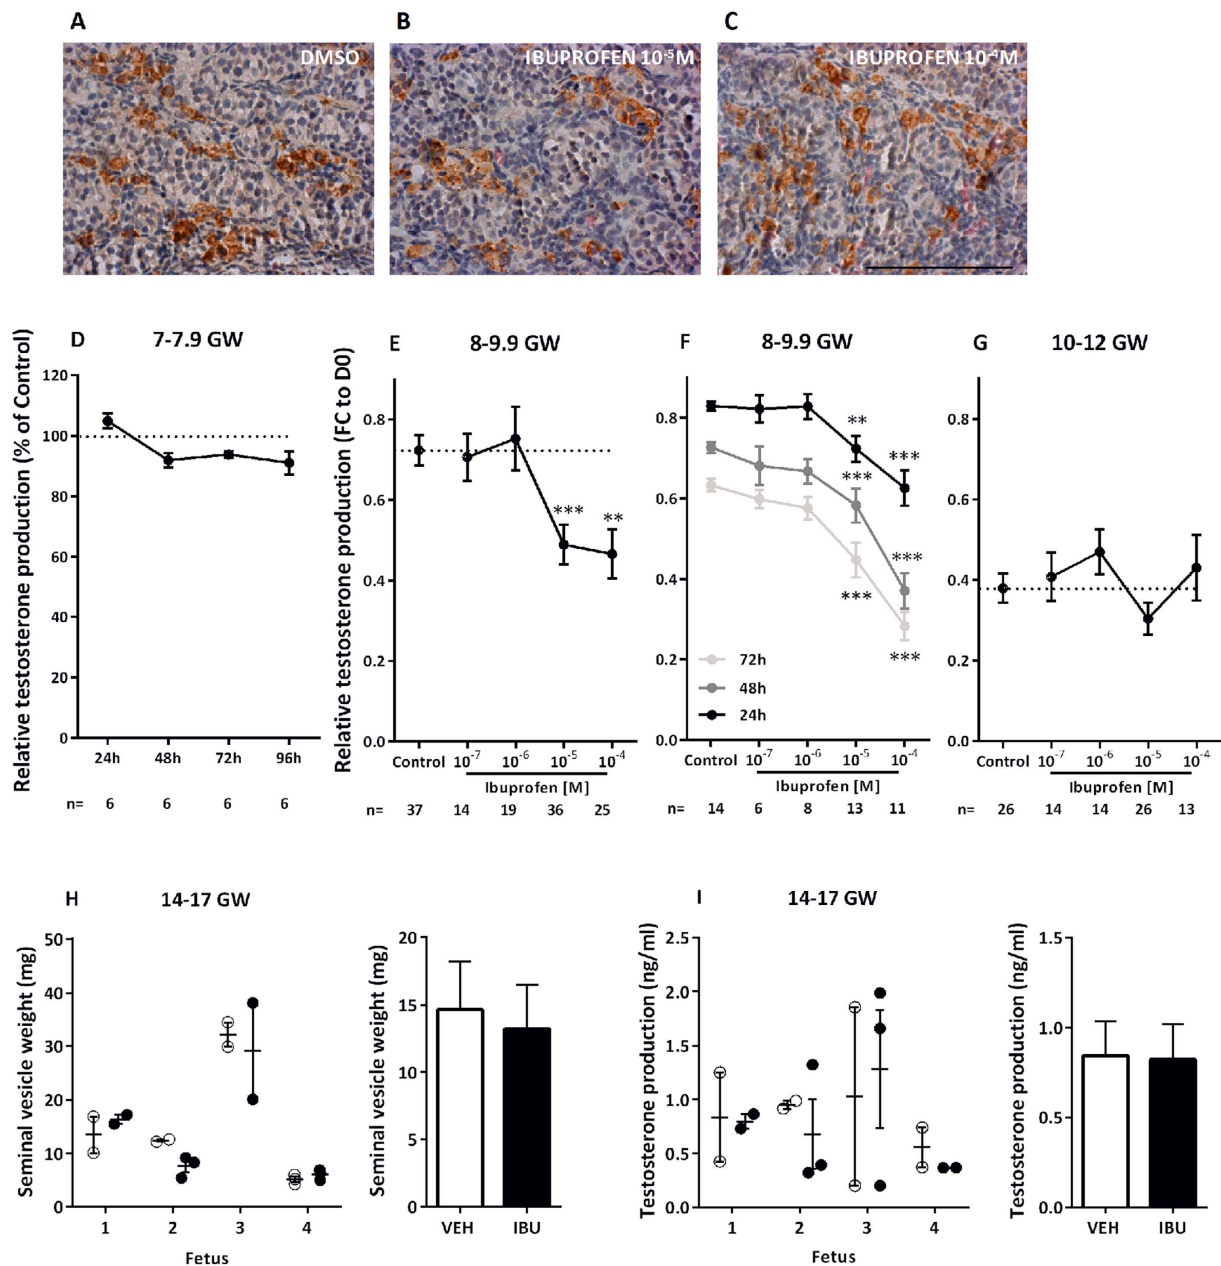 A
B
C
DMSO
IBUPROFEN 10⁻⁵M
IBUPROFEN 10⁻⁴M
D 7-7.9 GW
Relative testosterone production (% of Control)
120
100
80
60
40
20
0
24h 48h 72h 96h
n= 6 6 6 6
E 8-9.9 GW
Relative testosterone production (FC to D0)
0.8
0.6
0.4
0.2
0.0
*** **
Control 10⁻⁷ 10⁻⁶ 10⁻⁵ 10⁻⁴
Ibuprofen [M]
n= 37 14 19 36 25
F 8-9.9 GW
0.8
0.6
0.4
0.2
0.0
**
***
***
***
***
***
72h
48h
24h
Control 10⁻⁷ 10⁻⁶ 10⁻⁵ 10⁻⁴
Ibuprofen [M]
n= 14 6 8 13 11
G 10-12 GW
0.8
0.6
0.4
0.2
0.0
Control 10⁻⁷ 10⁻⁶ 10⁻⁵ 10⁻⁴
Ibuprofen [M]
n= 26 14 14 26 13
H 14-17 GW
Seminal vesicle weight (mg)
50
40
30
20
10
0
1 2 3 4
Fetus
Seminal vesicle weight (mg)
20
15
10
5
0
VEH IBU
I 14-17 GW
Testosterone production (ng/ml)
2.5
2.0
1.5
1.0
0.5
0.0
1 2 3 4
Fetus
Testosterone production (ng/ml)
1.5
1.0
0.5
0.0
VEH IBU